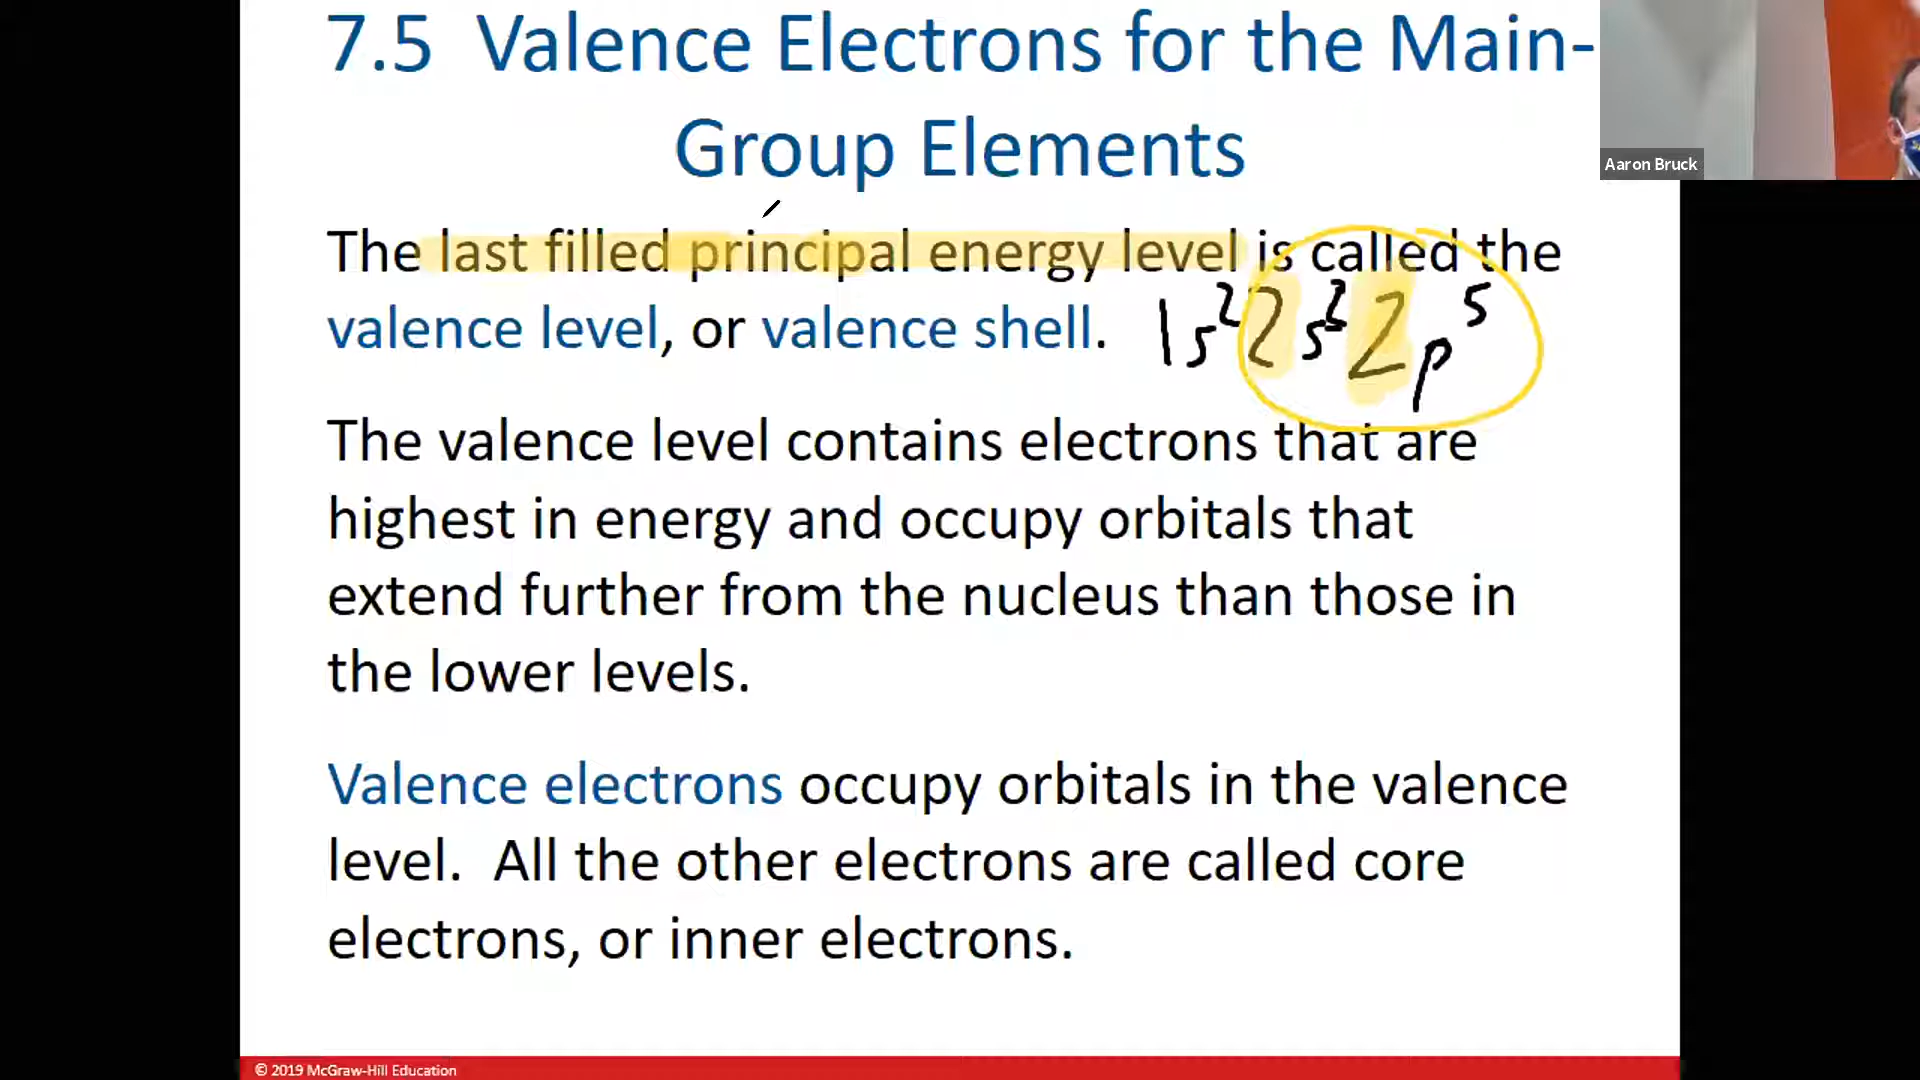 7.5 Valence Electrons for the Main-
Group Elements
Aaron Bruck
The last filled principal energy level is called the
valence level, or valence shell. 1s²2s²2p⁵
The valence level contains electrons that are
highest in energy and occupy orbitals that
extend further from the nucleus than those in
the lower levels.
Valence electrons occupy orbitals in the valence
level. All the other electrons are called core
electrons, or inner electrons.
© 2019 McGraw-Hill Education